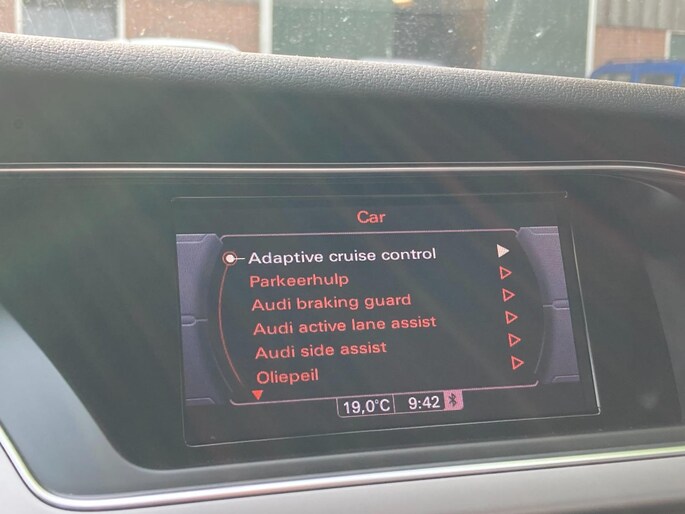 Car
Adaptive cruise control
Parkeerhulp
Audi braking guard
Audi active lane assist
Audi side assist
Oliepeil
19,0°C 9:42